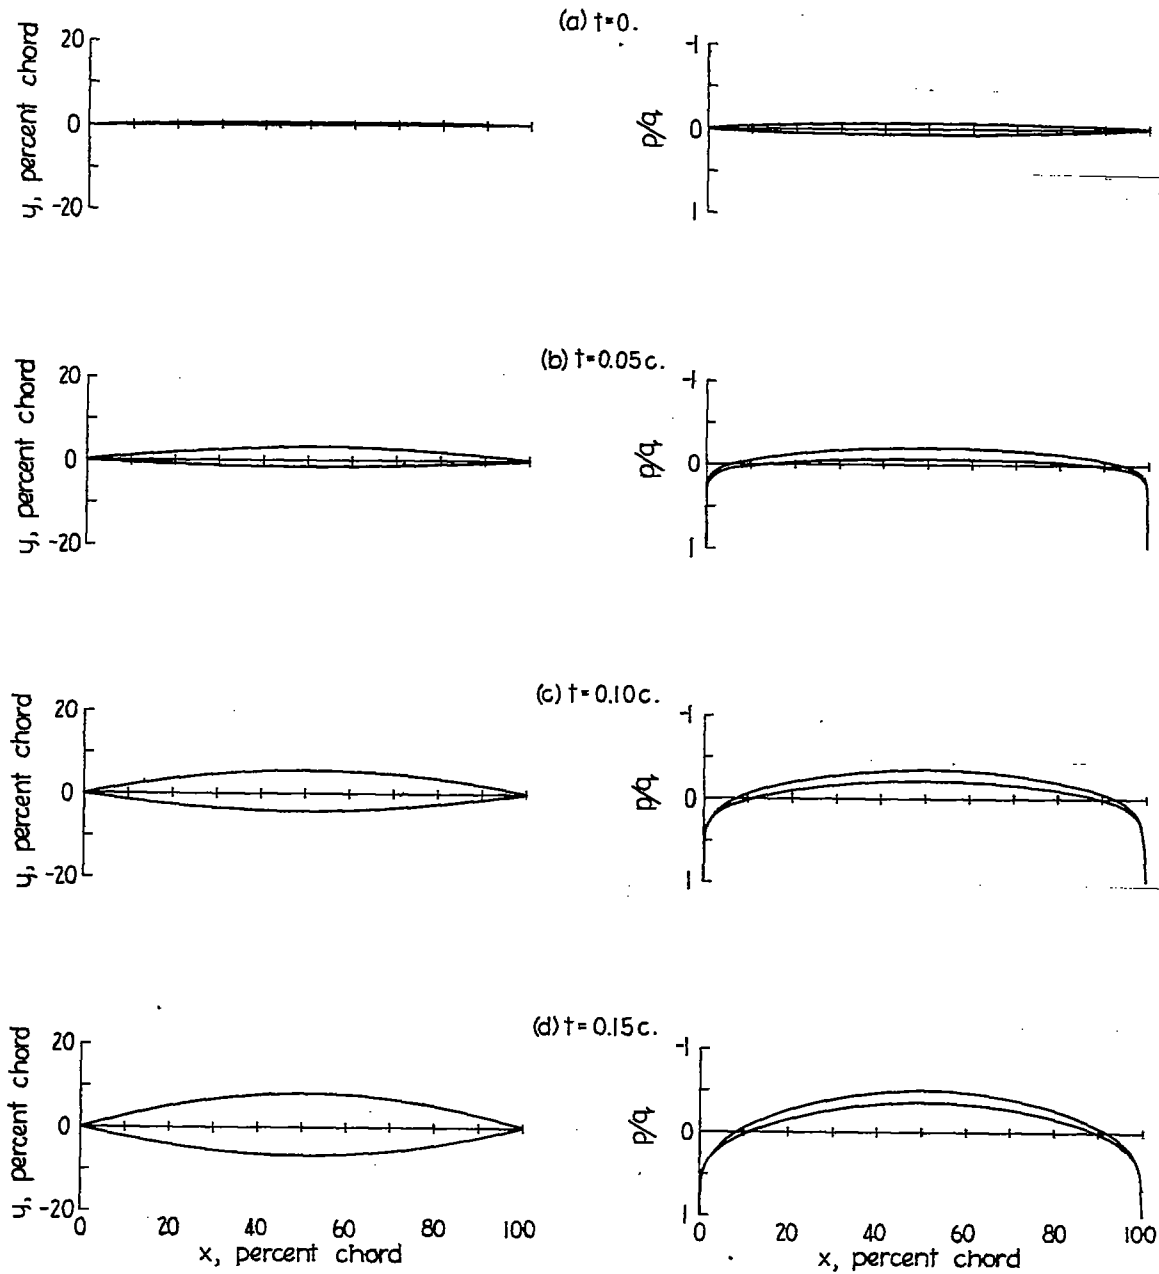 (a) t=0.
y, percent chord
20
0
-20
p/q
-1
0
1
(b) t=0.05c.
y, percent chord
20
0
-20
p/q
-1
0
1
(c) t=0.10c.
y, percent chord
20
0
-20
p/q
-1
0
1
(d) t=0.15c.
y, percent chord
20
0
-20
0 20 40 60 80 100
x, percent chord
p/q
-1
0
1
0 20 40 60 80 100
x, percent chord